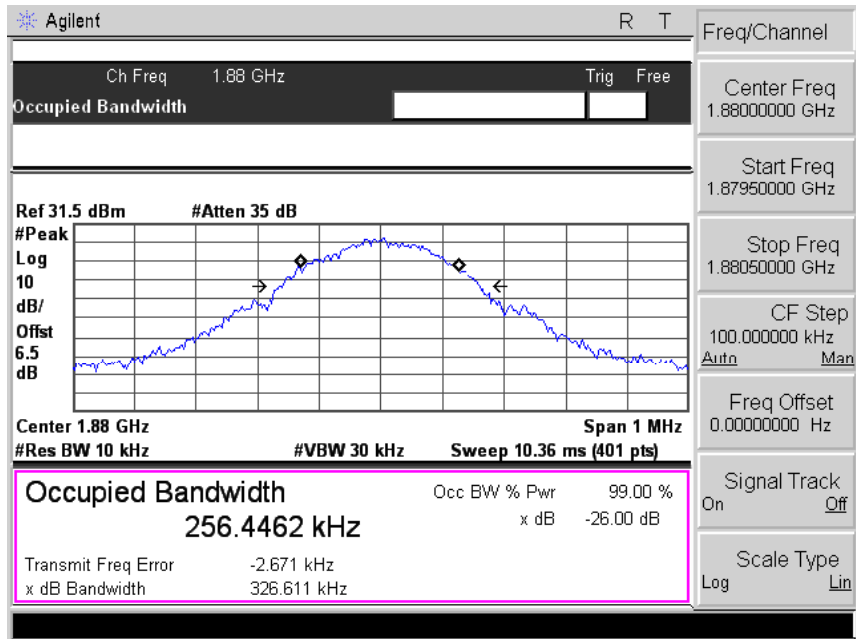 Agilent
R T
Ch Freq 1.88 GHz
Trig Free
Occupied Bandwidth
Ref 31.5 dBm #Atten 35 dB
#Peak
Log
10
dB/
Offst
6.5
dB
Center 1.88 GHz
Span 1 MHz
#Res BW 10 kHz
#VBW 30 kHz
Sweep 10.36 ms (401 pts)
Occupied Bandwidth
256.4462 kHz
Occ BW % Pwr 99.00 %
x dB -26.00 dB
Transmit Freq Error -2.671 kHz
x dB Bandwidth 326.611 kHz
Freq/Channel
Center Freq
1.88000000 GHz
Start Freq
1.87950000 GHz
Stop Freq
1.88050000 GHz
CF Step
100.000000 kHz
Auto Man
Freq Offset
0.00000000 Hz
Signal Track
On Off
Scale Type
Log Lin